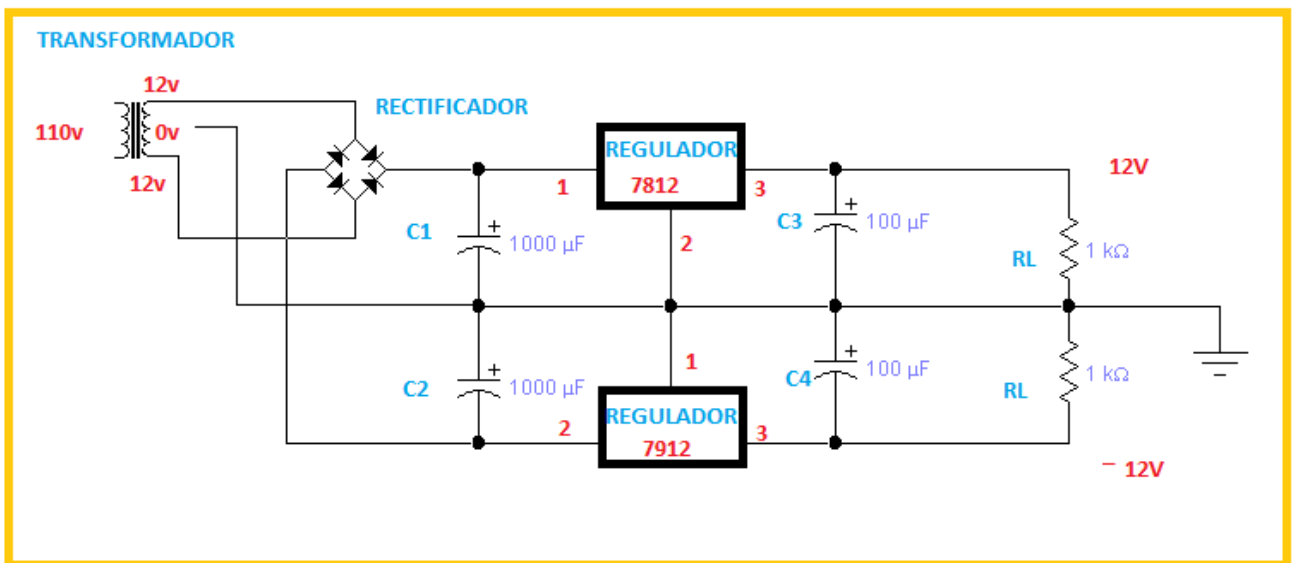 TRANSFORMADOR
12v
110v
0v
12v
RECTIFICADOR
REGULADOR
7812
1
3
2
12V
C1
+
1000 µF
C3
+
100 µF
RL
1 kΩ
C2
+
1000 µF
1
C4
+
100 µF
RL
1 kΩ
REGULADOR
7912
2
3
− 12V